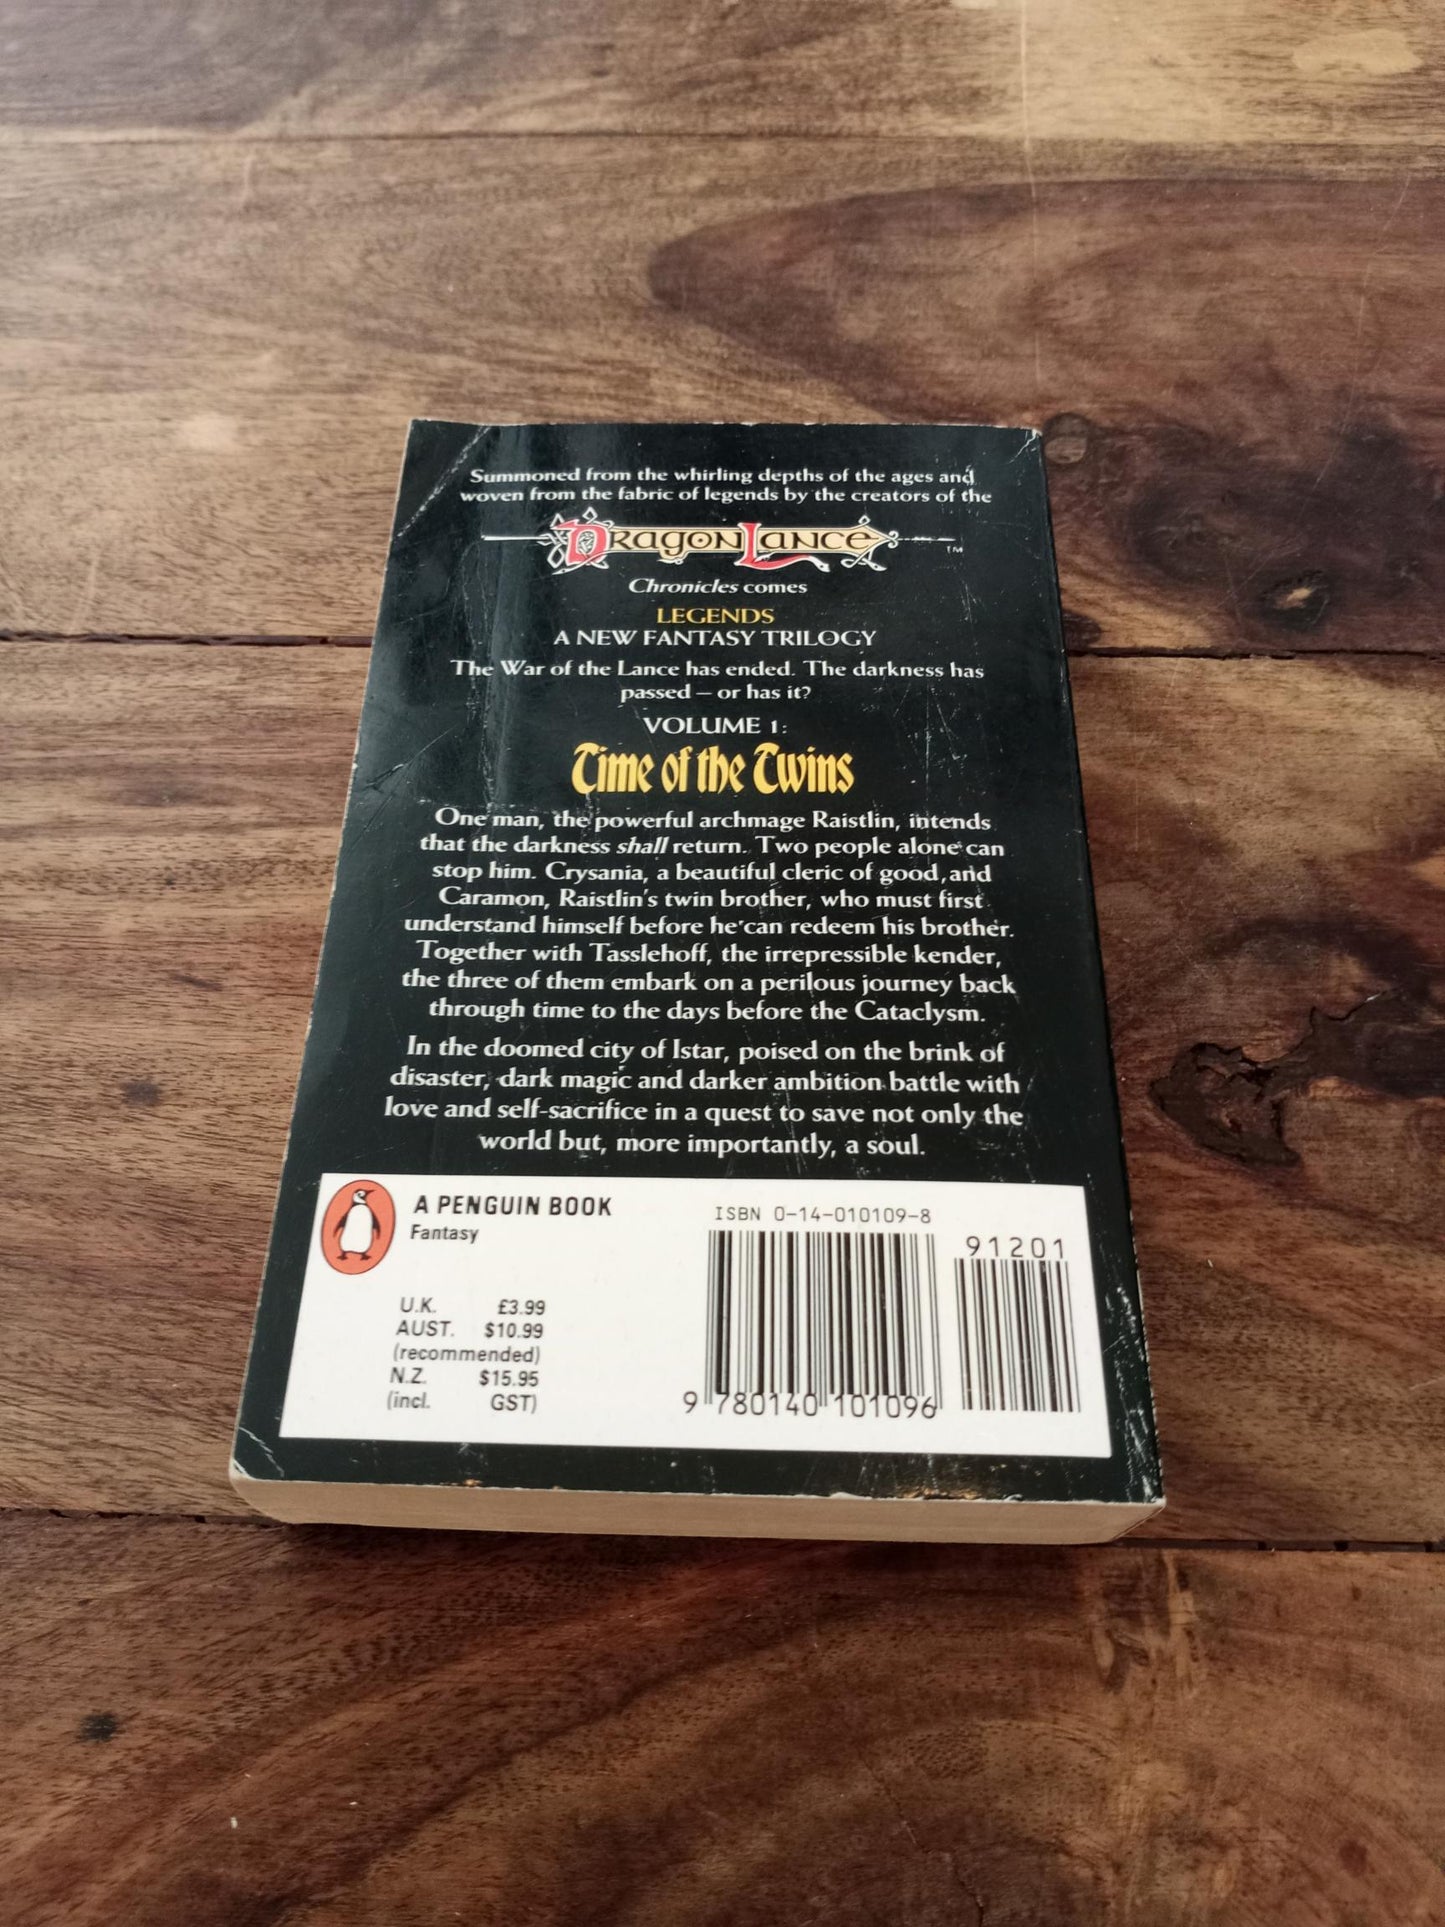 Summoned from the whirling depths of the ages and
woven from the fabric of legends by the creators of the
DRAGONLANCE TM
Chronicles comes
LEGENDS
A NEW FANTASY TRILOGY
The War of the Lance has ended. The darkness has
passed – or has it?
VOLUME 1:
Time of the Twins
One man, the powerful archmage Raistlin, intends
that the darkness shall return. Two people alone can
stop him. Crysania, a beautiful cleric of good, and
Caramon, Raistlin's twin brother, who must first
understand himself before he can redeem his brother.
Together with Tasslehoff, the irrepressible kender,
the three of them embark on a perilous journey back
through time to the days before the Cataclysm.
In the doomed city of Istar, poised on the brink of
disaster, dark magic and darker ambition battle with
love and self-sacrifice in a quest to save not only the
world but, more importantly, a soul.
A PENGUIN BOOK
Fantasy
U.K. £3.99
AUST. $10.99
(recommended)
N.Z. $15.95
(incl. GST)
ISBN 0-14-010109-8
91201
9 780140 101096